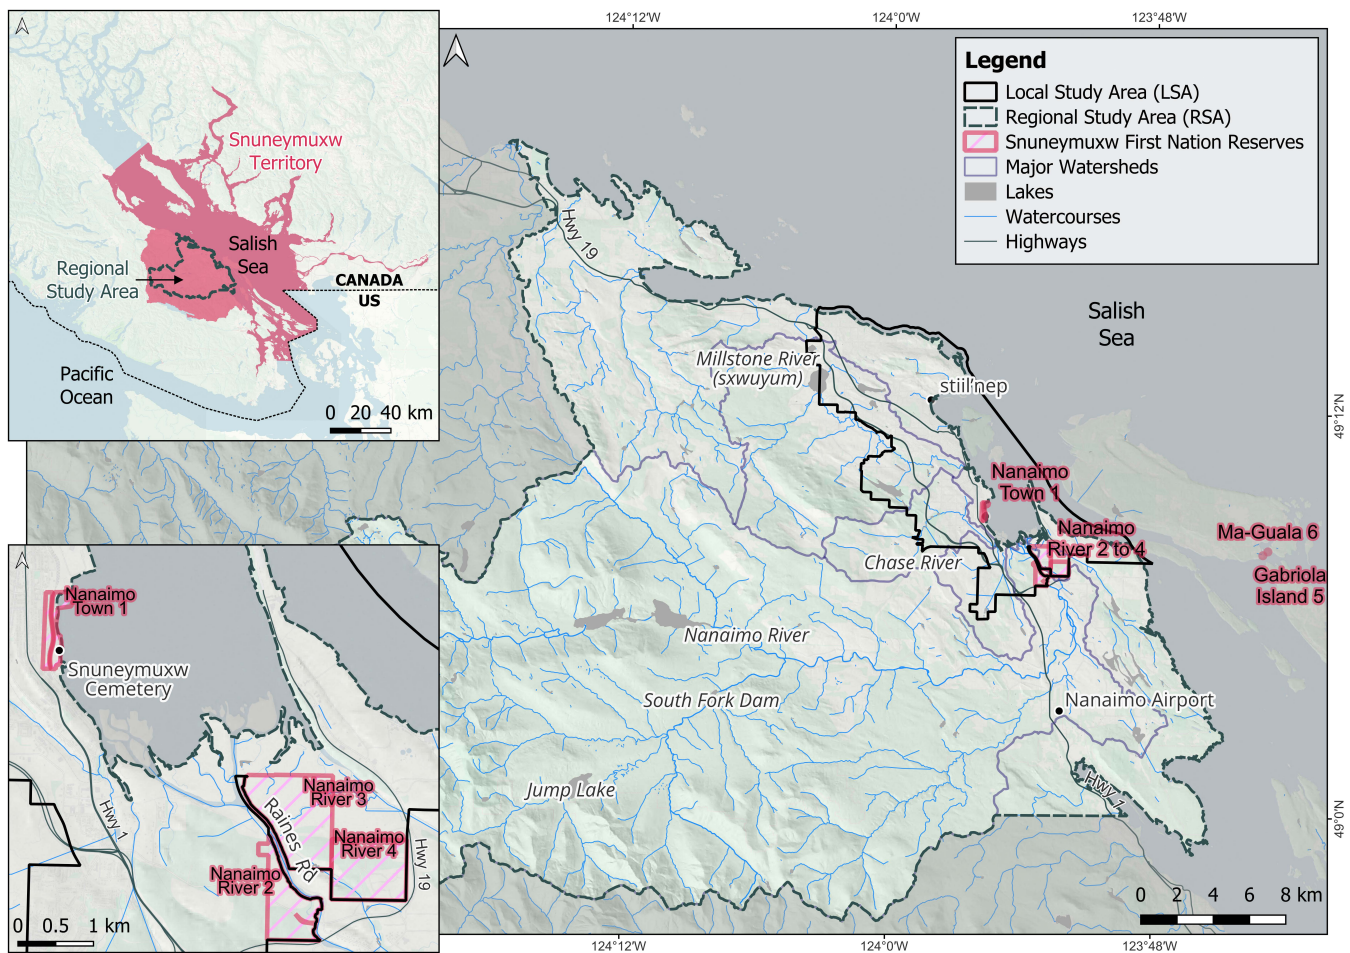 124°12'W
124°0'W
123°48'W
Legend
Local Study Area (LSA)
Regional Study Area (RSA)
Snuneymuxw First Nation Reserves
Major Watersheds
Lakes
Watercourses
Highways
Snuneymuxw
Territory
Salish
Sea
Regional
Study Area
CANADA
US
Pacific
Ocean
0 20 40 km
Hwy 19
Salish
Sea
Millstone River
(sxwuyum)
stiil'nep
49°12'N
Nanaimo
Town 1
Nanaimo
River 2 to 4
Ma-Guala 6
Gabriola
Island 5
Chase River
Nanaimo River
South Fork Dam
Nanaimo Airport
Jump Lake
Hwy 1
49°0'N
0 2 4 6 8 km
Nanaimo
Town 1
Snuneymuxw
Cemetery
Nanaimo
River 3
Raines Rd
Nanaimo
River 4
Nanaimo
River 2
Hwy 1
Hwy 19
0 0.5 1 km
124°12'W
124°0'W
123°48'W